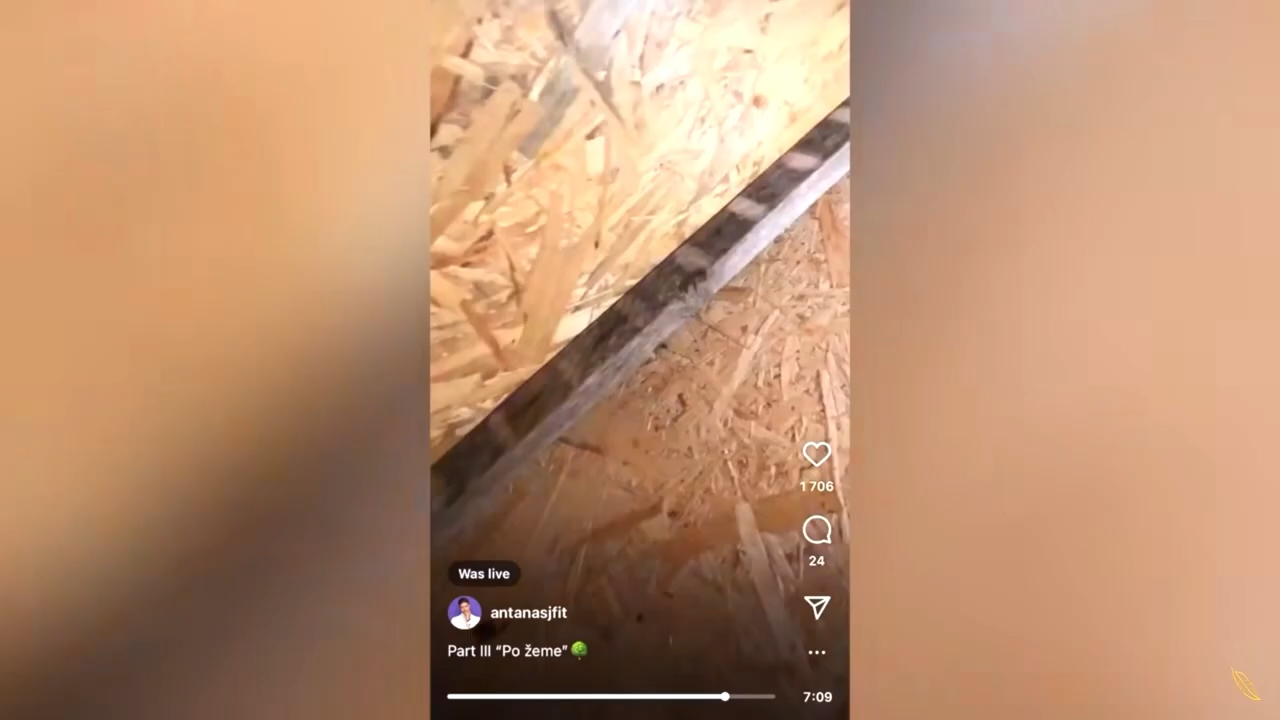 1 706
24
Was live
antanasjfit
Part III “Po žeme”
7:09